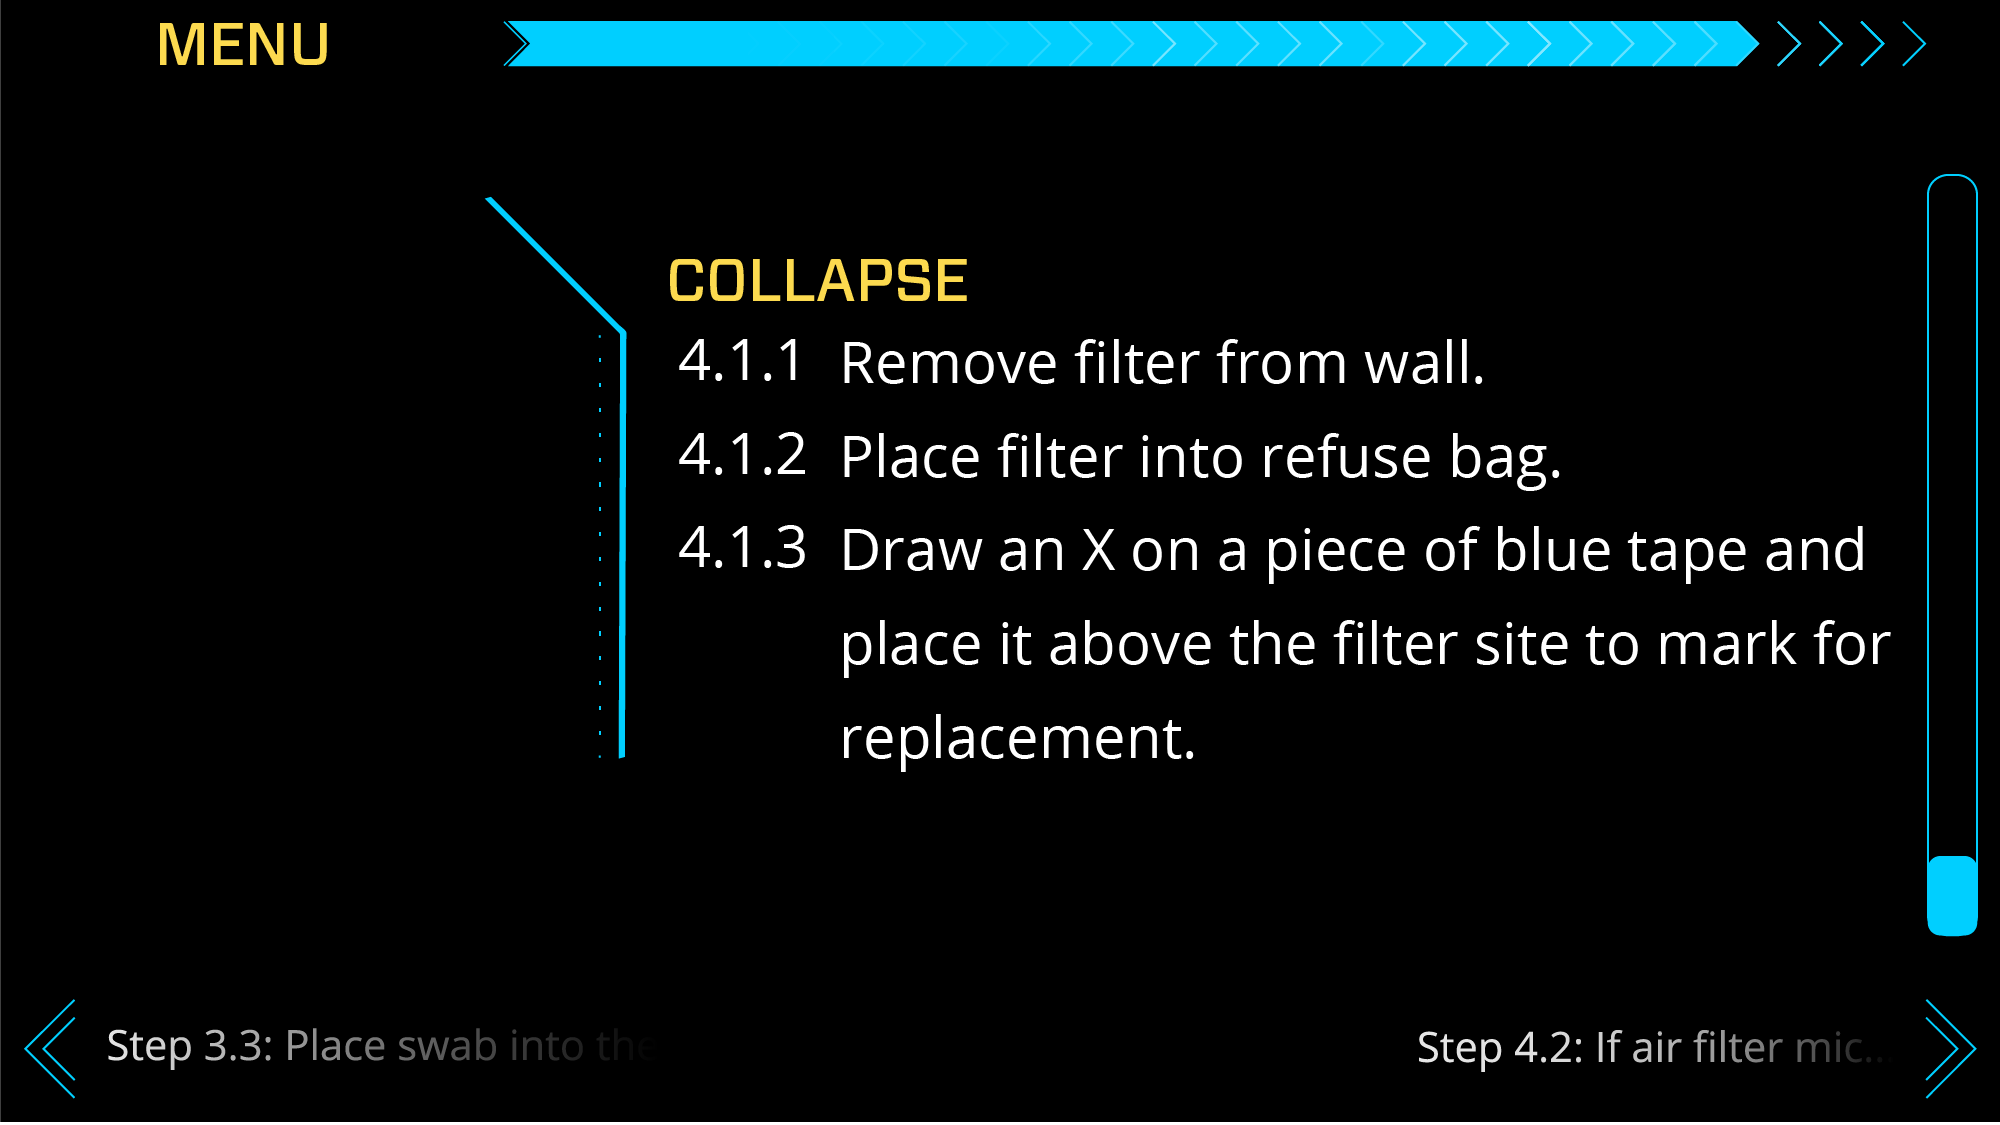 MENU
COLLAPSE
4.1.1 Remove filter from wall.
4.1.2 Place filter into refuse bag.
4.1.3 Draw an X on a piece of blue tape and
place it above the filter site to mark for
replacement.
Step 3.3: Place swab into the
Step 4.2: If air filter mic...